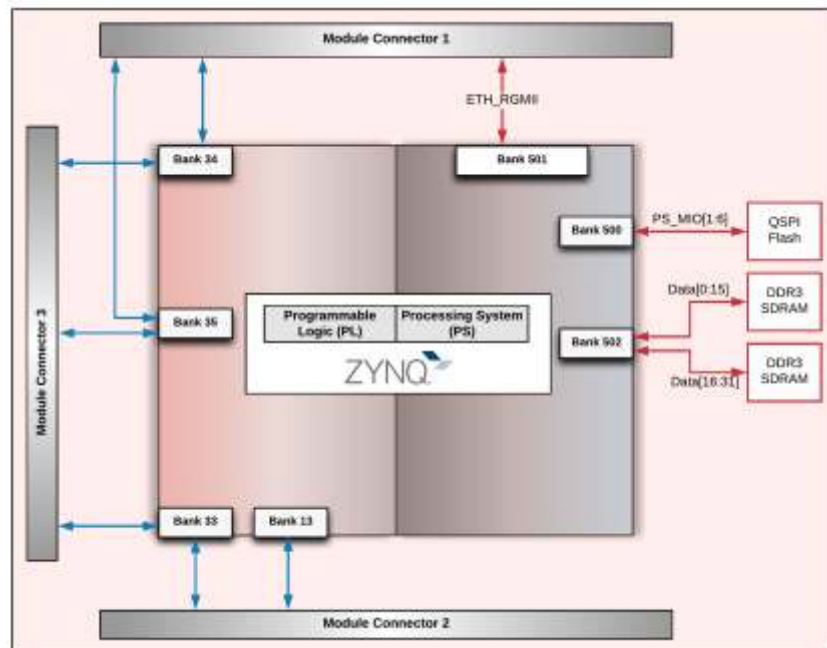 Module Connector 1
ETH_RGMII
Bank 34
Bank 501
PS_MIO[1:6]
QSPI
Flash
Bank 500
Data[0:15]
DDR3
SDRAM
Module Connector 3
Bank 35
Programmable
Logic (PL)
Processing System
(PS)
ZYNQ
Bank 502
DDR3
SDRAM
Data[16:31]
Bank 33
Bank 13
Module Connector 2